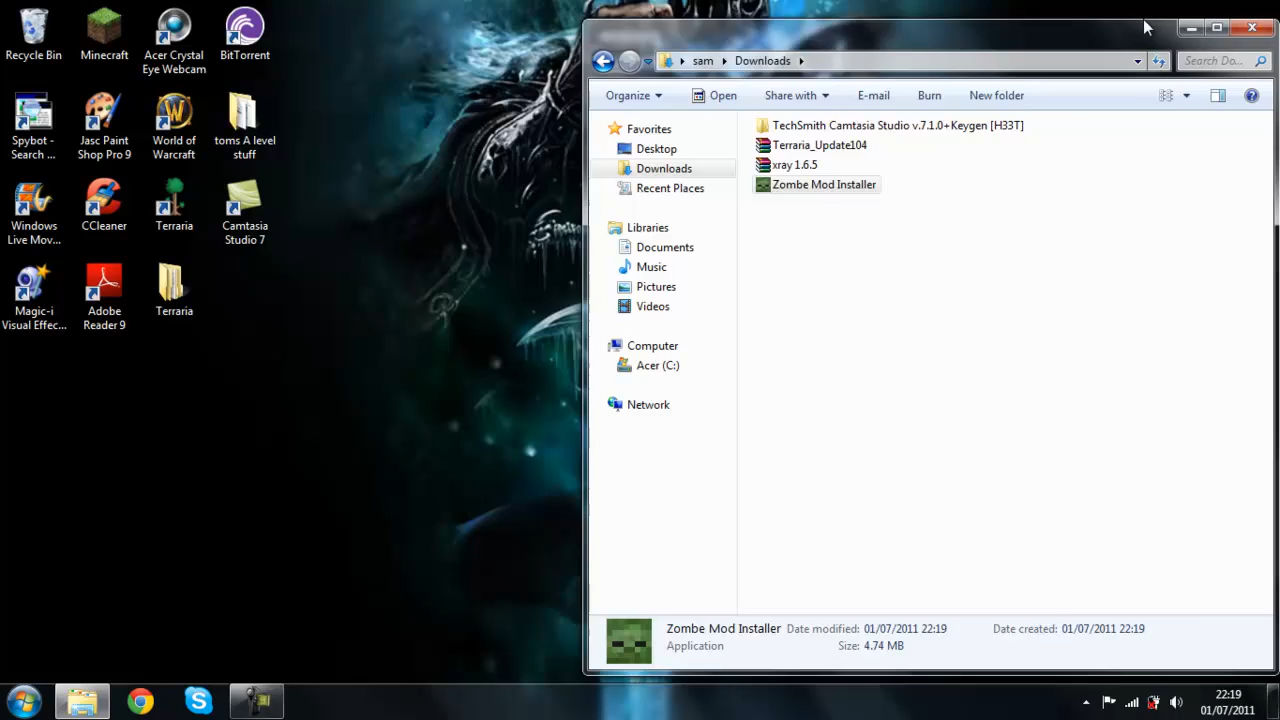 Recycle Bin
Minecraft
Acer Crystal
Eye Webcam
BitTorrent
Spybot -
Search ...
Jasc Paint
Shop Pro 9
World of
Warcraft
toms A level
stuff
Windows
Live Mov...
CCleaner
Terraria
Camtasia
Studio 7
Magic-i
Visual Effec...
Adobe
Reader 9
Terraria
sam
Downloads
Search Do...
Organize
Open
Share with
E-mail
Burn
New folder
Favorites
Desktop
Downloads
Recent Places
Libraries
Documents
Music
Pictures
Videos
Computer
Acer (C:)
Network
TechSmith Camtasia Studio v.7.1.0+Keygen [H33T]
Terraria_Update104
xray 1.6.5
Zombe Mod Installer
Zombe Mod Installer Date modified: 01/07/2011 22:19 Date created: 01/07/2011 22:19
Application Size: 4.74 MB
22:19
01/07/2011